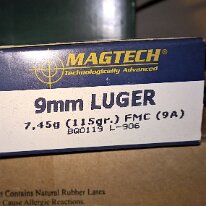 MAGTECH
Technologically Advanced
9mm LUGER
7,45g (115gr.) FMC (9A)
BQ0119 L-906
Contains Natural Rubber Latex
Cause Allergic Reactions.